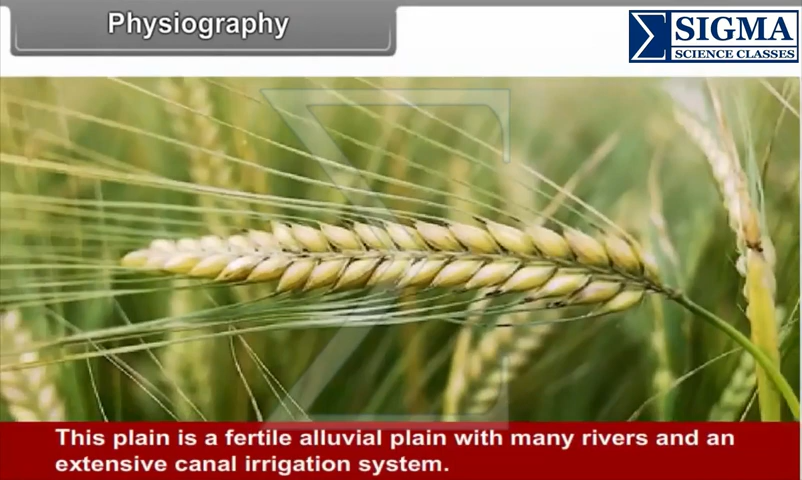 Physiography
Σ SIGMA
SCIENCE CLASSES
This plain is a fertile alluvial plain with many rivers and an
extensive canal irrigation system.